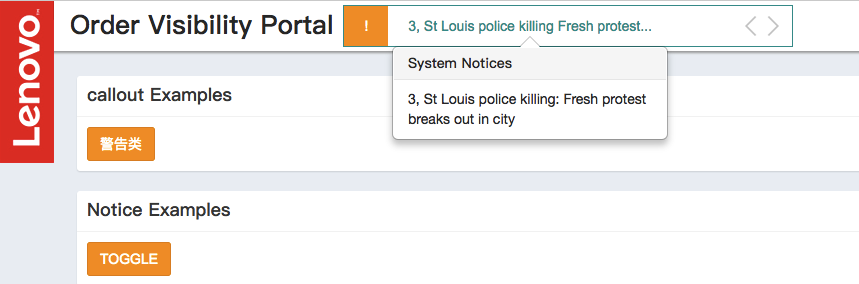 Lenovo™
Order Visibility Portal
!
3, St Louis police killing Fresh protest...
System Notices
3, St Louis police killing: Fresh protest
breaks out in city
callout Examples
警告类
Notice Examples
TOGGLE